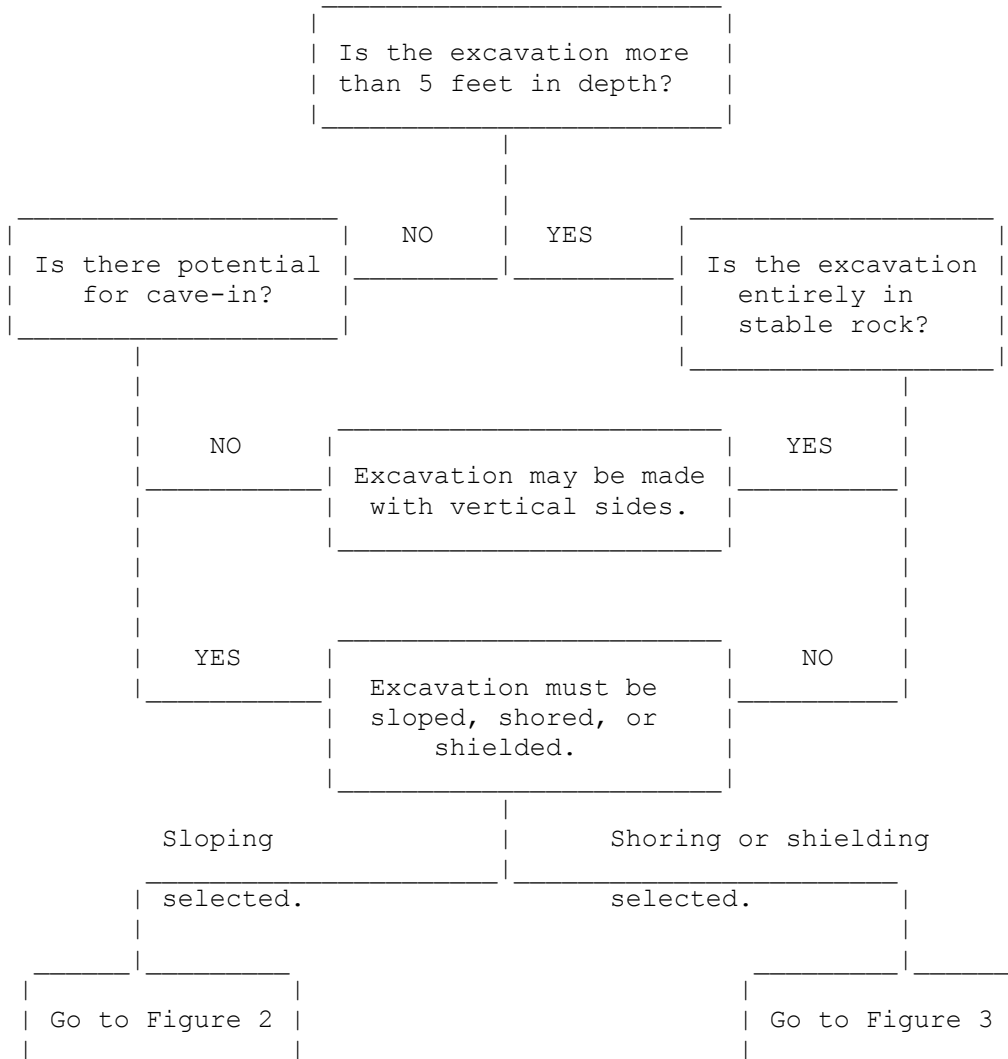 Is the excavation more
than 5 feet in depth?
NO YES
Is there potential
for cave-in?
Is the excavation
entirely in
stable rock?
NO YES
Excavation may be made
with vertical sides.
YES NO
Excavation must be
sloped, shored, or
shielded.
Sloping
selected.
Shoring or shielding
selected.
Go to Figure 2
Go to Figure 3